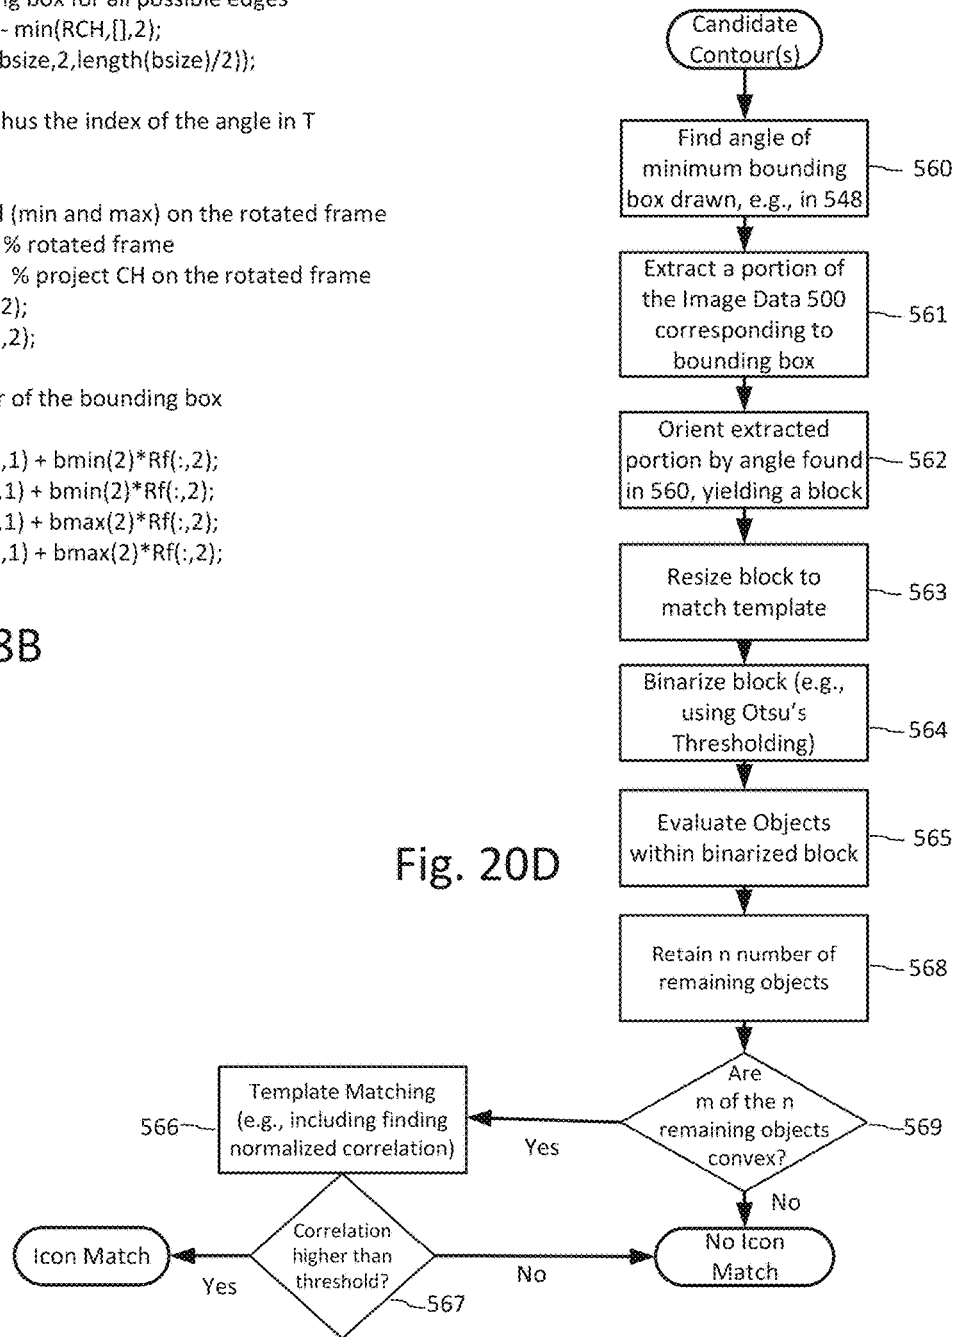 ng box for all possible edges
- min(RCH,[],2);
bsize,2,length(bsize)/2));
hus the index of the angle in T
(min and max) on the rotated frame
% rotated frame
% project CH on the rotated frame
2);
,2);
r of the bounding box
,1) + bmin(2)*Rf(:,2);
,1) + bmin(2)*Rf(:,2);
,1) + bmax(2)*Rf(:,2);
,1) + bmax(2)*Rf(:,2);
8B
Candidate
Contour(s)
Find angle of
minimum bounding
box drawn, e.g., in 548
560
Extract a portion of
the Image Data 500
corresponding to
bounding box
561
Orient extracted
portion by angle found
in 560, yielding a block
562
Resize block to
match template
563
Binarize block (e.g.,
using Otsu's
Thresholding)
564
Evaluate Objects
within binarized block
565
Fig. 20D
Retain n number of
remaining objects
568
Are
m of the n
remaining objects
convex?
569
Yes
No
Template Matching
(e.g., including finding
normalized correlation)
566
Correlation
higher than
threshold?
567
Yes
No
Icon Match
No Icon
Match